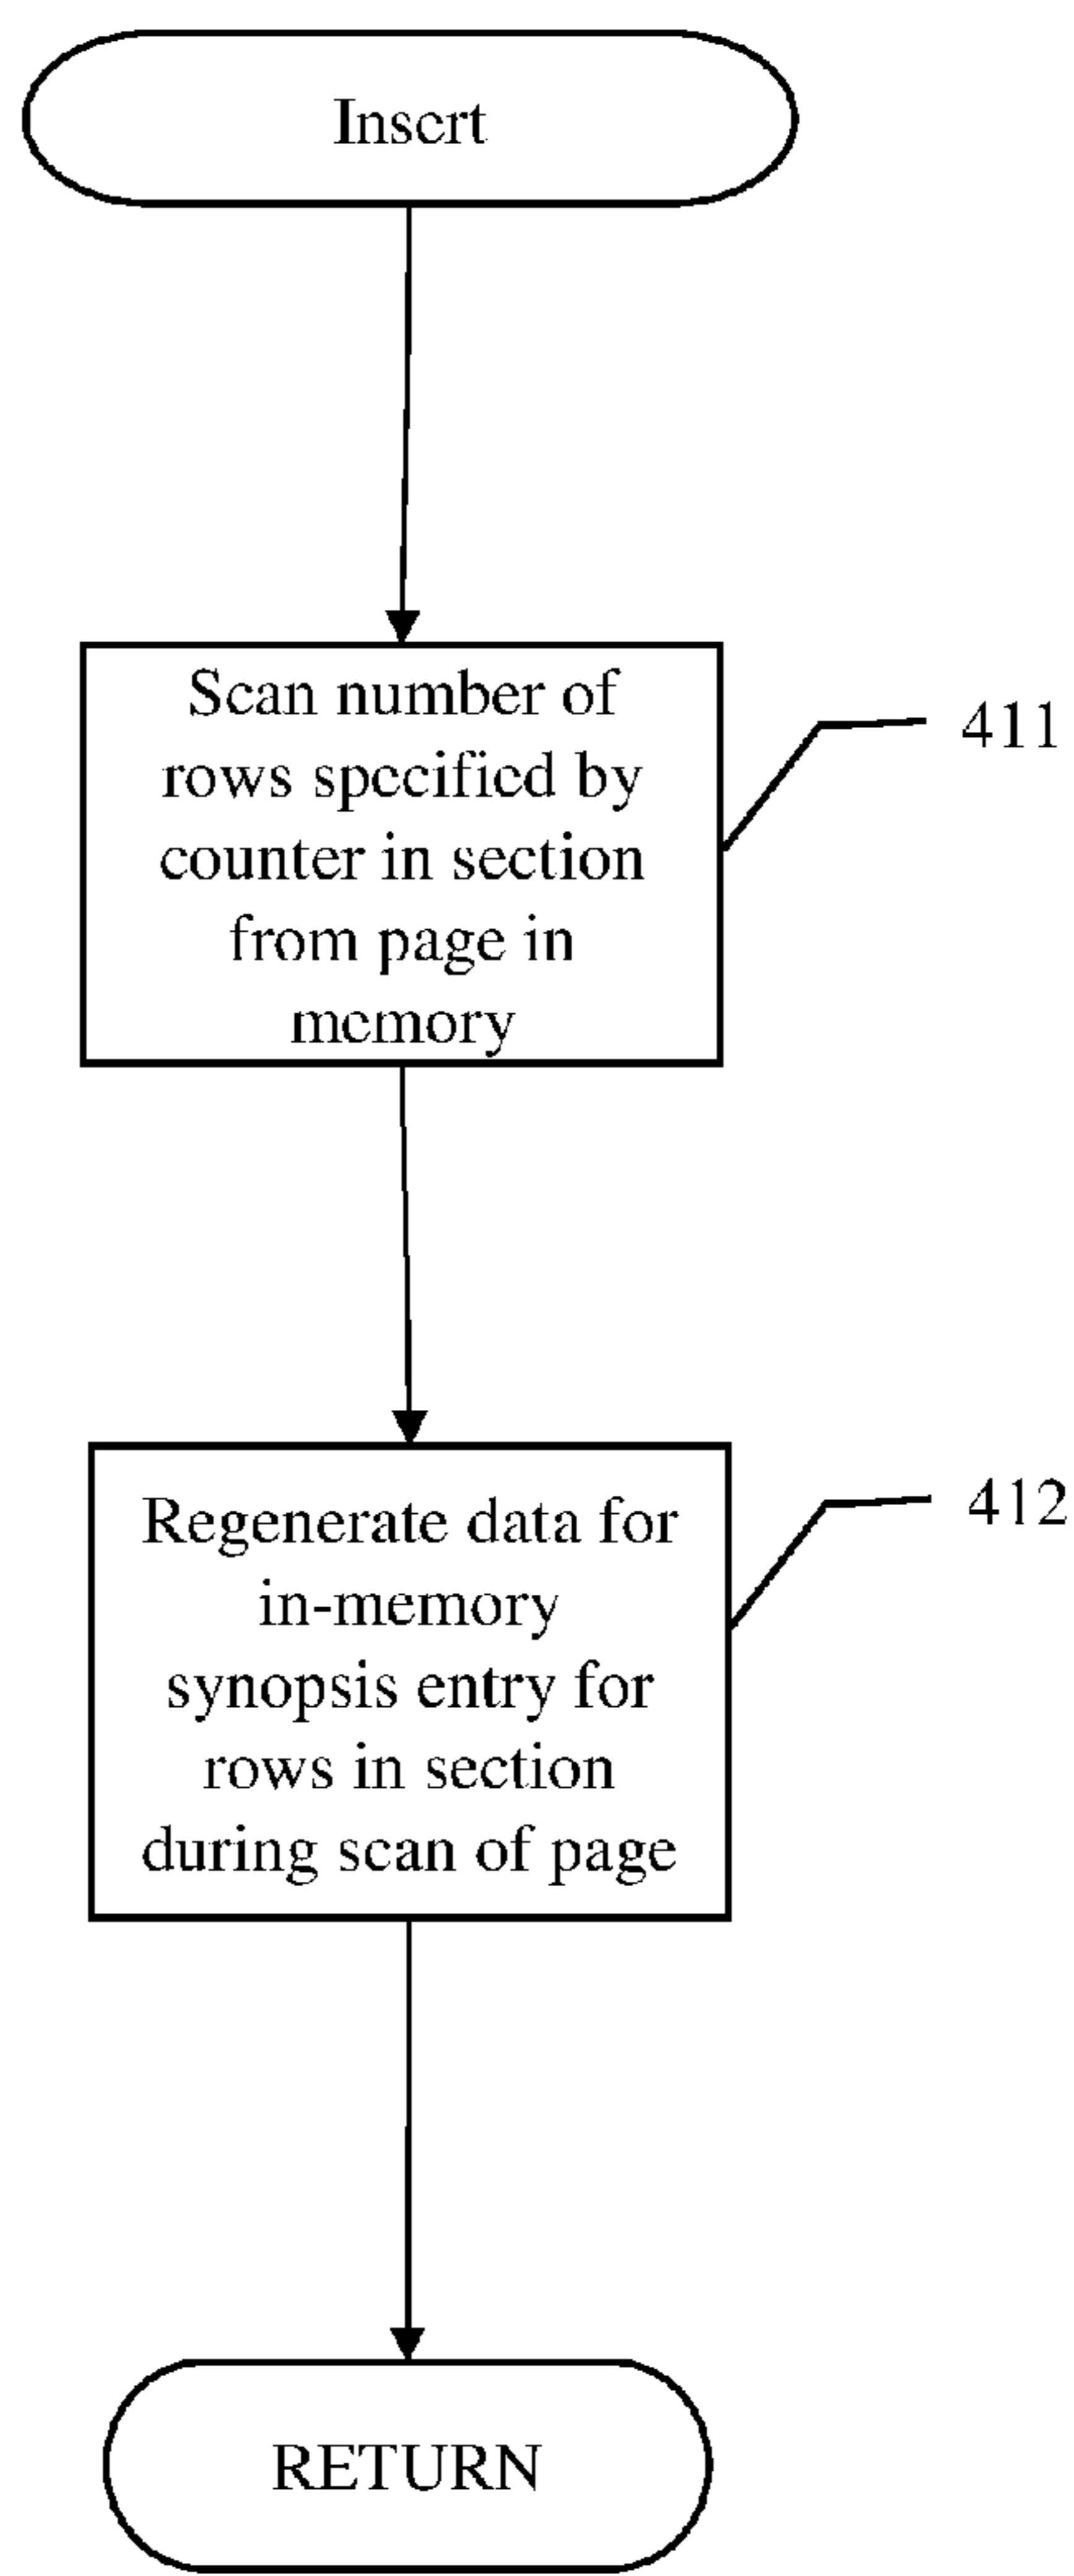 Insert
Scan number of
rows specified by
counter in section
from page in
memory
411
Regenerate data for
in-memory
synopsis entry for
rows in section
during scan of page
412
RETURN